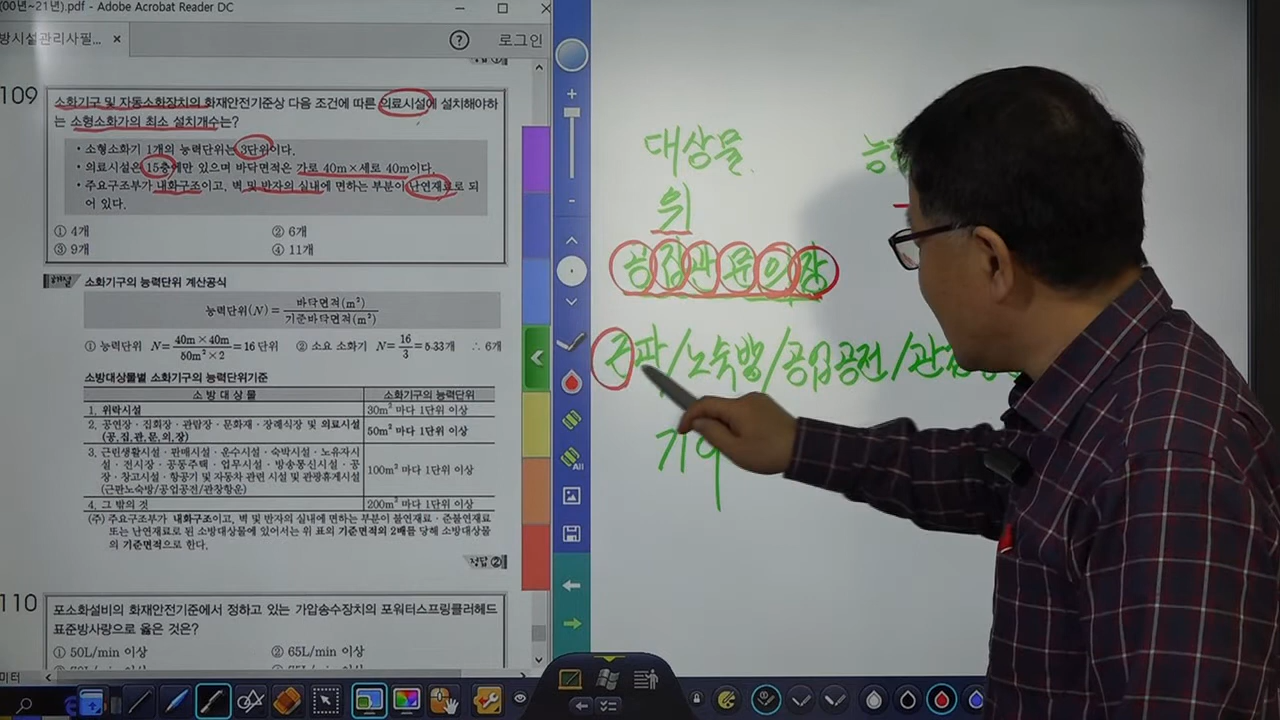 (00년~21년).pdf - Adobe Acrobat Reader DC
방시설관리사필... ×
로그인
109
소화기구 및 자동소화장치의 화재안전기준상 다음 조건에 따른 의료시설에 설치해야하
는 소형소화기의 최소 설치개수는?
• 소형소화기 1개의 능력단위는 3단위이다.
• 의료시설은 15층에만 있으며 바닥면적은 가로 40m×세로 40m이다.
• 주요구조부가 내화구조이고, 벽 및 반자의 실내에 면하는 부분이 난연재료로 되
어 있다.
① 4개 ② 6개
③ 9개 ④ 11개
해설 소화기구의 능력단위 계산공식
능력단위(N) = 바닥면적(m²) / 기준바닥면적(m²)
① 능력단위 N= 40m×40m / 50m²×2 =16단위 ② 소요 소화기 N= 16/3 =5.33개 ∴ 6개
소방대상물별 소화기구의 능력단위기준
소 방 대 상 물 소화기구의 능력단위
1. 위락시설 30m² 마다 1단위 이상
2. 공연장 · 집회장 · 관람장 · 문화재 · 장례식장 및 의료시설
(공, 집, 관, 문, 의, 장) 50m² 마다 1단위 이상
3. 근린생활시설 · 판매시설 · 운수시설 · 숙박시설 · 노유자시
설 · 전시장 · 공동주택 · 업무시설 · 방송통신시설 · 공
장 · 창고시설 · 항공기 및 자동차 관련 시설 및 관광휴게시설
(근판노숙방/공업공전/관창항운) 100m² 마다 1단위 이상
4. 그 밖의 것 200m² 마다 1단위 이상
(주) 주요구조부가 내화구조이고, 벽 및 반자의 실내에 면하는 부분이 불연재료 · 준불연재료
또는 난연재료로 된 소방대상물에 있어서는 위 표의 기준면적의 2배를 당해 소방대상물
의 기준면적으로 한다.
정답 ②
110
포소화설비의 화재안전기준에서 정하고 있는 가압송수장치의 포워터스프링클러헤드
표준방사량으로 옳은 것은?
① 50L/min 이상 ② 65L/min 이상
미터
All
대상물
위
공집관문의장
근판/노숙방/공업공전/관